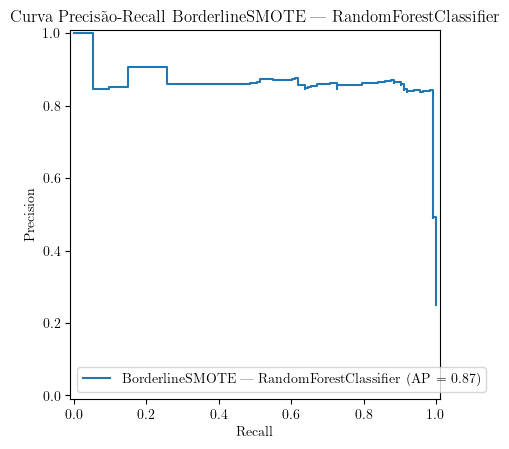 Curva Precisão-Recall BorderlineSMOTE — RandomForestClassifier
1.0
0.8
0.6
0.4
0.2
0.0
Precision
BorderlineSMOTE — RandomForestClassifier (AP = 0.87)
0.0 0.2 0.4 0.6 0.8 1.0
Recall